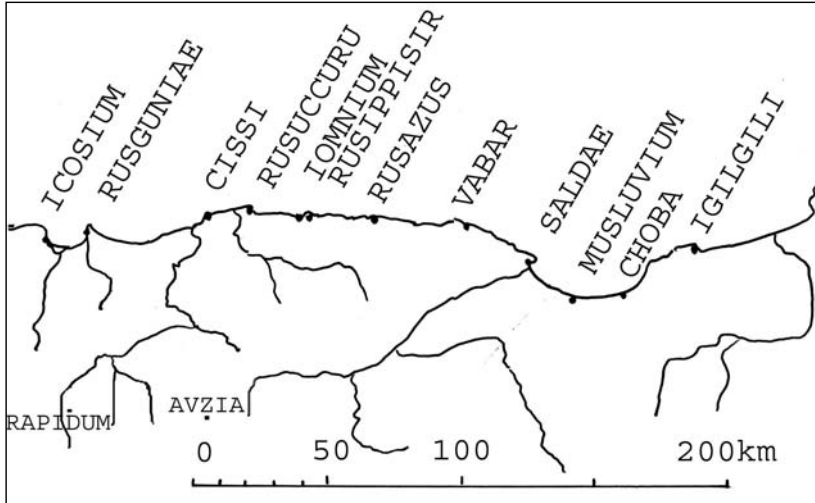 ICOSIUM
RUSGUNIAE
CISSI
RUSUCCURU
IOMNIUM
RUSIPPISIR
RUSAZUS
VABAR
SALDAE
MUSLUVIUM
CHOBA
IGILGILI
RAPIDUM
AVZIA
0 50 100 200km